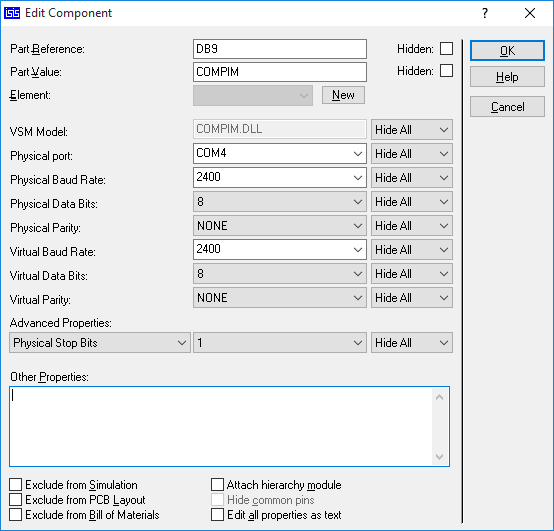 ISIS Edit Component ? ×
Part Reference: DB9 Hidden: OK
Part Value: COMPIM Hidden: Help
Element: New Cancel
VSM Model: COMPIM.DLL Hide All
Physical port: COM4 Hide All
Physical Baud Rate: 2400 Hide All
Physical Data Bits: 8 Hide All
Physical Parity: NONE Hide All
Virtual Baud Rate: 2400 Hide All
Virtual Data Bits: 8 Hide All
Virtual Parity: NONE Hide All
Advanced Properties:
Physical Stop Bits 1 Hide All
Other Properties:
Exclude from Simulation Attach hierarchy module
Exclude from PCB Layout Hide common pins
Exclude from Bill of Materials Edit all properties as text